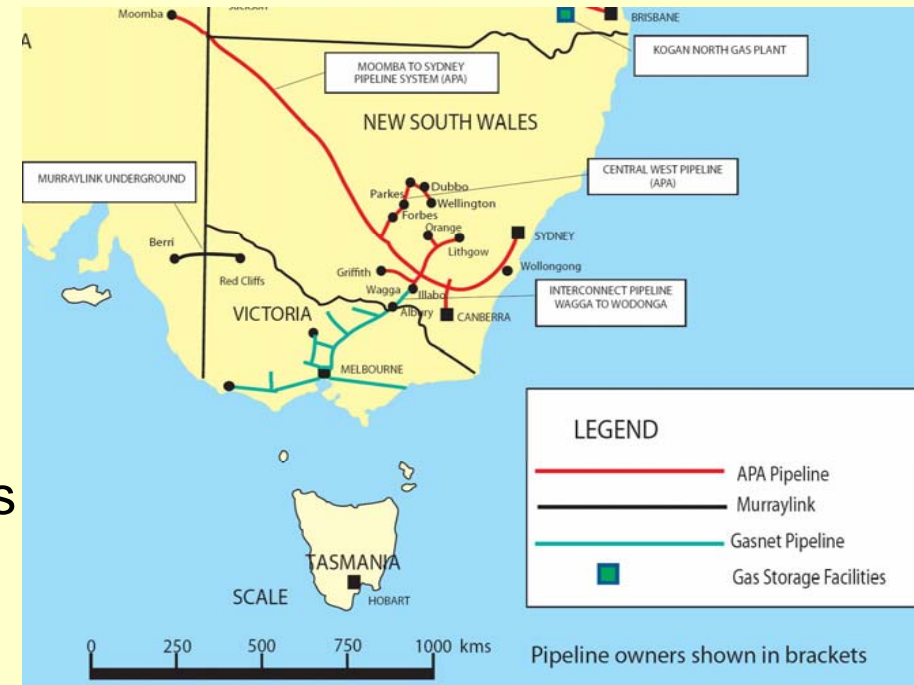 Moomba
BRISBANE
A
KOGAN NORTH GAS PLANT
MOOMBA TO SYDNEY
PIPELINE SYSTEM (APA)
NEW SOUTH WALES
MURRAYLINK UNDERGROUND
CENTRAL WEST PIPELINE
(APA)
Parkes
Dubbo
Wellington
Forbes
Orange
Lithgow
SYDNEY
Berri
Red Cliffs
Griffith
Wollongong
Wagga
Illabo
INTERCONNECT PIPELINE
WAGGA TO WODONGA
VICTORIA
Albury
CANBERRA
MELBOURNE
LEGEND
APA Pipeline
Murraylink
Gasnet Pipeline
Gas Storage Facilities
s
TASMANIA
SCALE
HOBART
0 250 500 750 1000 kms
Pipeline owners shown in brackets